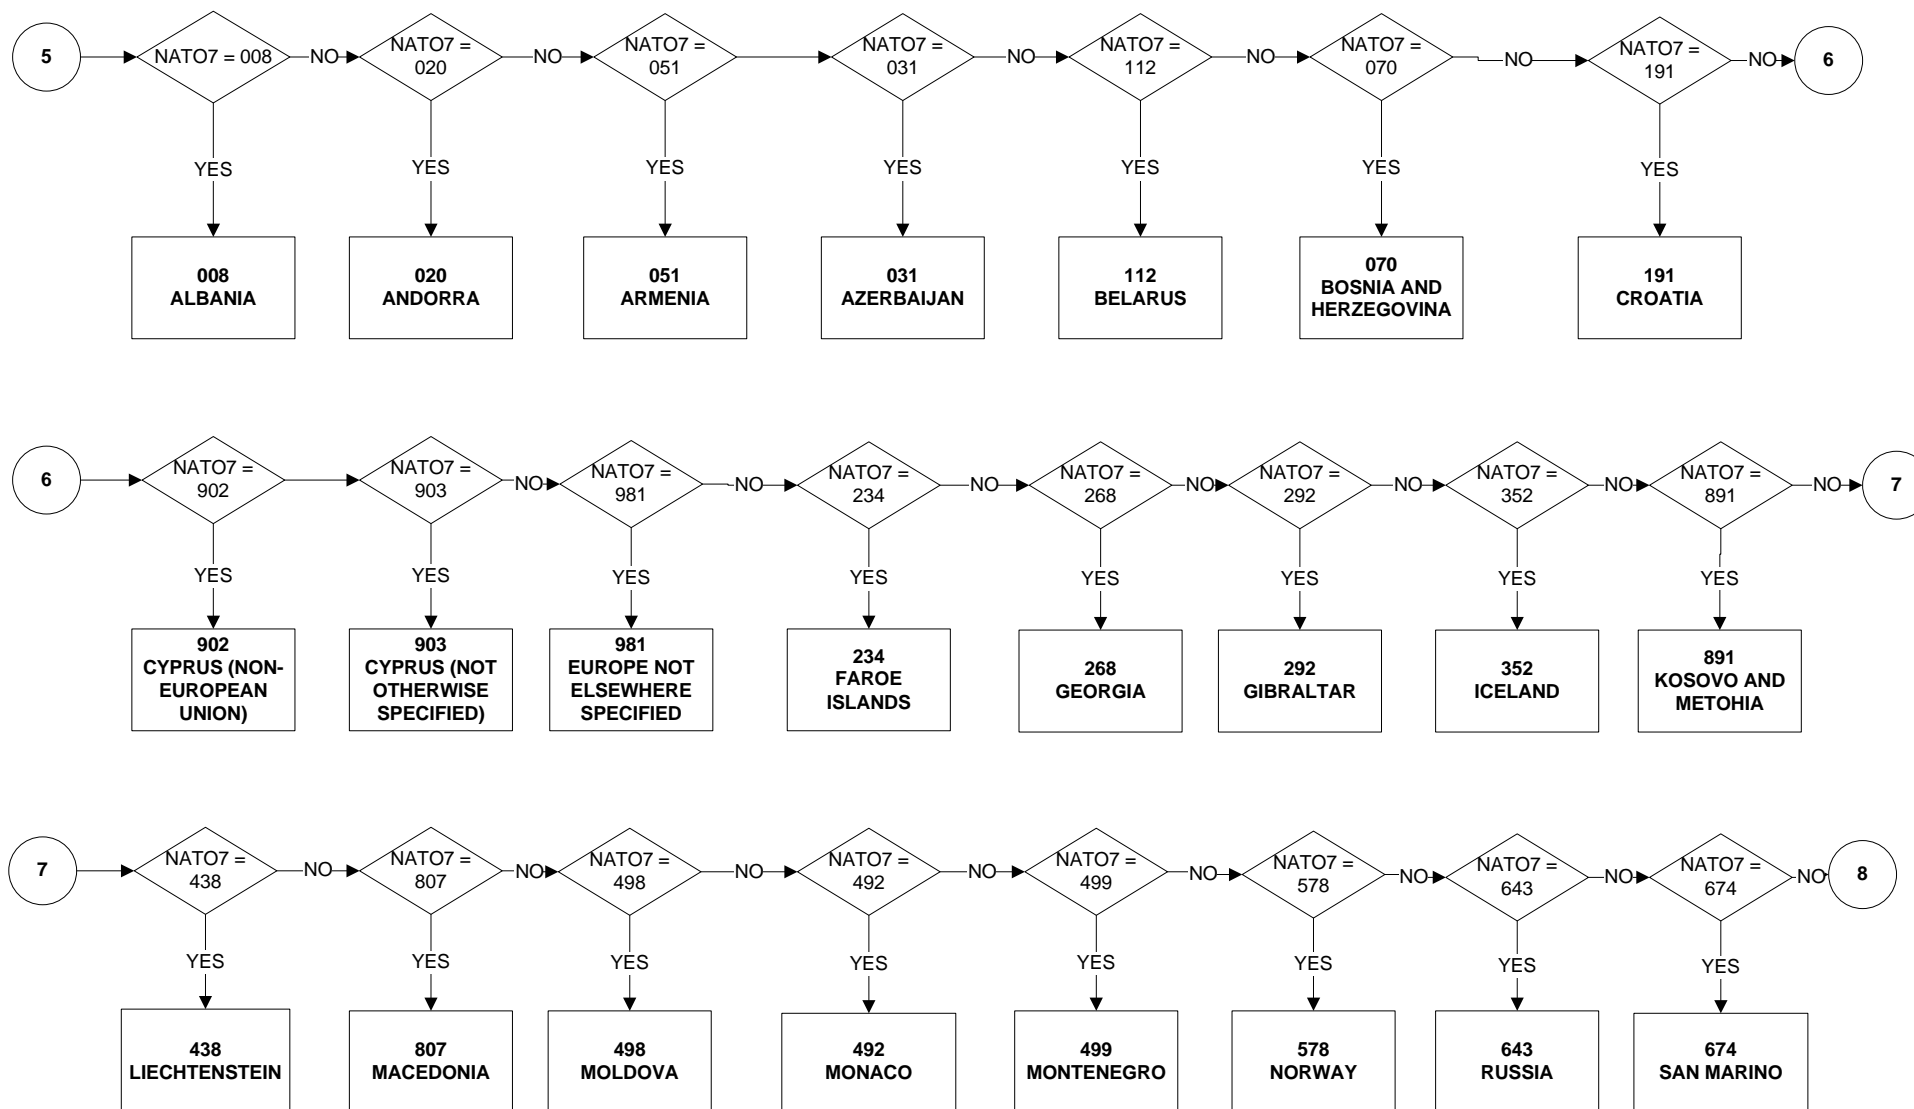 5
NATO7 = 008
NO
NATO7 =
020
NO
NATO7 =
051
NATO7 =
031
NO
NATO7 =
112
NO
NATO7 =
070
NO
NATO7 =
191
NO
6
YES
YES
YES
YES
YES
YES
YES
008
ALBANIA
020
ANDORRA
051
ARMENIA
031
AZERBAIJAN
112
BELARUS
070
BOSNIA AND
HERZEGOVINA
191
CROATIA
6
NATO7 =
902
NATO7 =
903
NO
NATO7 =
981
NO
NATO7 =
234
NO
NATO7 =
268
NO
NATO7 =
292
NO
NATO7 =
352
NO
NATO7 =
891
NO
7
YES
YES
YES
YES
YES
YES
YES
YES
902
CYPRUS (NON-
EUROPEAN
UNION)
903
CYPRUS (NOT
OTHERWISE
SPECIFIED)
981
EUROPE NOT
ELSEWHERE
SPECIFIED
234
FAROE
ISLANDS
268
GEORGIA
292
GIBRALTAR
352
ICELAND
891
KOSOVO AND
METOHIA
7
NATO7 =
438
NO
NATO7 =
807
NO
NATO7 =
498
NO
NATO7 =
492
NO
NATO7 =
499
NO
NATO7 =
578
NO
NATO7 =
643
NO
NATO7 =
674
NO
8
YES
YES
YES
YES
YES
YES
YES
YES
438
LIECHTENSTEIN
807
MACEDONIA
498
MOLDOVA
492
MONACO
499
MONTENEGRO
578
NORWAY
643
RUSSIA
674
SAN MARINO